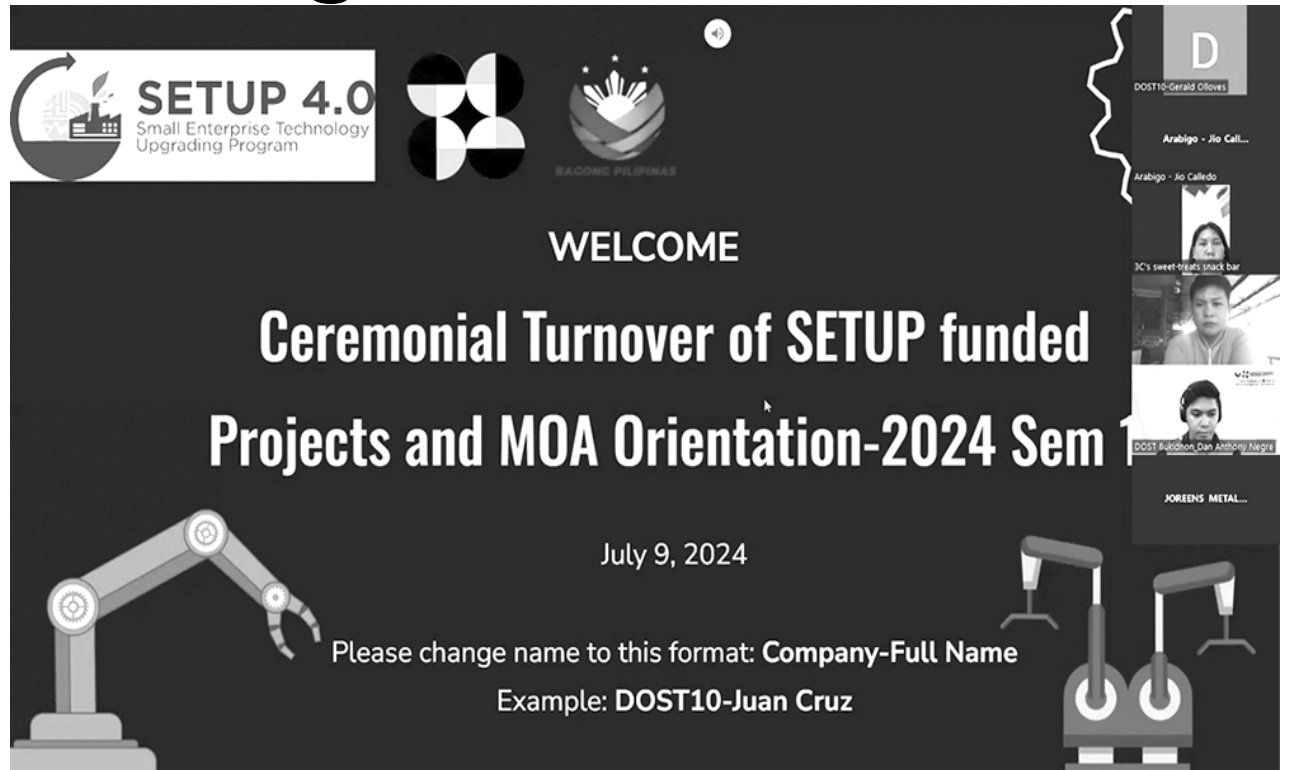 SETUP 4.0
Small Enterprise Technology
Upgrading Program
BAGONG PILIPINAS
WELCOME
Ceremonial Turnover of SETUP funded
Projects and MOA Orientation-2024 Sem 1
July 9, 2024
Please change name to this format: Company-Full Name
Example: DOST10-Juan Cruz
D
DOST10-Gerald Olloves
Arabigo - Jio Call...
Arabigo - Jio Calledo
3C's sweet-treats snack bar
DOST Bukidnon_Dan Anthony Negre
JOREENS METAL...